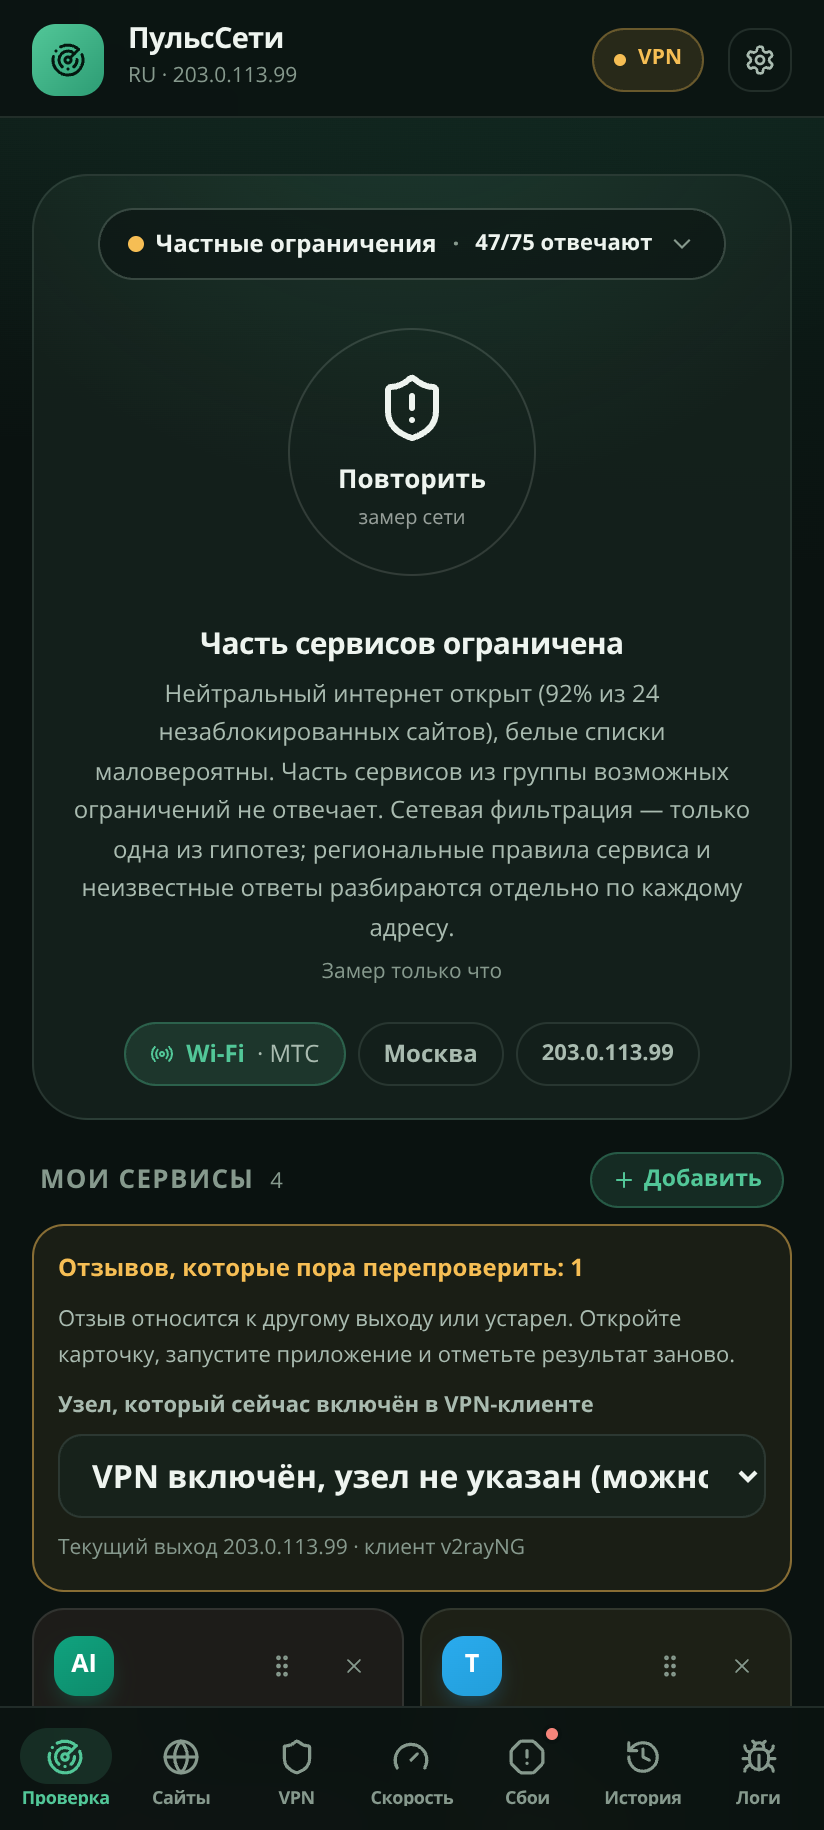 ПульсСети
RU · 203.0.113.99
VPN
Частные ограничения · 47/75 отвечают
Повторить
замер сети
Часть сервисов ограничена
Нейтральный интернет открыт (92% из 24
незаблокированных сайтов), белые списки
маловероятны. Часть сервисов из группы возможных
ограничений не отвечает. Сетевая фильтрация — только
одна из гипотез; региональные правила сервиса и
неизвестные ответы разбираются отдельно по каждому
адресу.
Замер только что
Wi-Fi · МТС
Москва
203.0.113.99
МОИ СЕРВИСЫ 4
+ Добавить
Отзывов, которые пора перепроверить: 1
Отзыв относится к другому выходу или устарел. Откройте
карточку, запустите приложение и отметьте результат заново.
Узел, который сейчас включён в VPN-клиенте
VPN включён, узел не указан (можно
Текущий выход 203.0.113.99 · клиент v2rayNG
AI
T
Проверка
Сайты
VPN
Скорость
Сбои
История
Логи